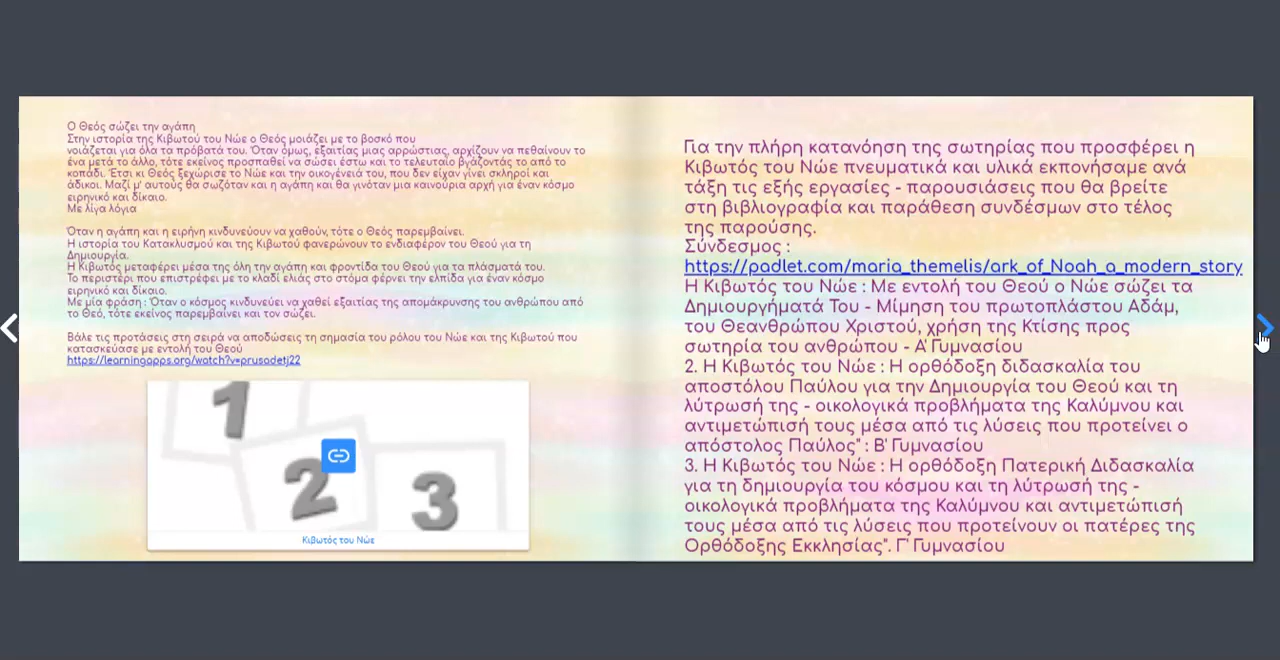 Ο Θεός σώζει την αγάπη
Στην ιστορία της Κιβωτού του Νώε ο Θεός μοιάζει με το βοσκό που
νοιάζεται για όλα τα πρόβατά του. Όταν όμως, εξαιτίας μιας αρρώστιας, αρχίζουν να πεθαίνουν το
ένα μετά το άλλο, τότε εκείνος προσπαθεί να σώσει έστω και το τελευταίο βγάζοντάς το από το
κοπάδι. Έτσι κι Θεός ξεχώρισε το Νώε και την οικογένειά του, που δεν είχαν γίνει σκληροί και
άδικοι. Μαζί μ' αυτούς θα σωζόταν και η αγάπη και θα γινόταν μια καινούρια αρχή για έναν κόσμο
ειρηνικό και δίκαιο.
Με λίγα λόγια
Όταν η αγάπη και η ειρήνη κινδυνεύουν να χαθούν, τότε ο Θεός παρεμβαίνει.
Η ιστορία του Κατακλυσμού και της Κιβωτού φανερώνουν το ενδιαφέρον του Θεού για τη
Δημιουργία.
Η Κιβωτός μεταφέρει μέσα της όλη την αγάπη και φροντίδα του Θεού για τα πλάσματά του.
Το περιστέρι που επιστρέφει με το κλαδί ελιάς στο στόμα φέρνει την ελπίδα για έναν κόσμο
ειρηνικό και δίκαιο.
Με μία φράση : Όταν ο κόσμος κινδυνεύει να χαθεί εξαιτίας της απομάκρυνσης του ανθρώπου από
το Θεό, τότε εκείνος παρεμβαίνει και τον σώζει.
Βάλε τις προτάσεις στη σειρά να αποδώσεις τη σημασία του ρόλου του Νώε και της Κιβωτού που
κατασκεύασε με εντολή του Θεού
https://learningapps.org/watch?v=prusadetj22
1
2
3
Κιβωτός του Νώε
Για την πλήρη κατανόηση της σωτηρίας που προσφέρει η
Κιβωτός του Νώε πνευματικά και υλικά εκπονήσαμε ανά
τάξη τις εξής εργασίες - παρουσιάσεις που θα βρείτε
στη βιβλιογραφία και παράθεση συνδέσμων στο τέλος
της παρούσης.
Σύνδεσμος :
https://padlet.com/maria_themelis/ark_of_Noah_a_modern_story
Η Κιβωτός του Νώε : Με εντολή του Θεού ο Νώε σώζει τα
Δημιουργήματά Του - Μίμηση του πρωτοπλάστου Αδάμ,
του Θεανθρώπου Χριστού, χρήση της Κτίσης προς
σωτηρία του ανθρώπου - Α' Γυμνασίου
2. Η Κιβωτός του Νώε : Η ορθόδοξη διδασκαλία του
αποστόλου Παύλου για την Δημιουργία του Θεού και τη
λύτρωσή της - οικολογικά προβλήματα της Καλύμνου και
αντιμετώπισή τους μέσα από τις λύσεις που προτείνει ο
απόστολος Παύλος" : Β' Γυμνασίου
3. Η Κιβωτός του Νώε : Η ορθόδοξη Πατερική Διδασκαλία
για τη δημιουργία του κόσμου και τη λύτρωσή της -
οικολογικά προβλήματα της Καλύμνου και αντιμετώπισή
τους μέσα από τις λύσεις που προτείνουν οι πατέρες της
Ορθόδοξης Εκκλησίας". Γ' Γυμνασίου